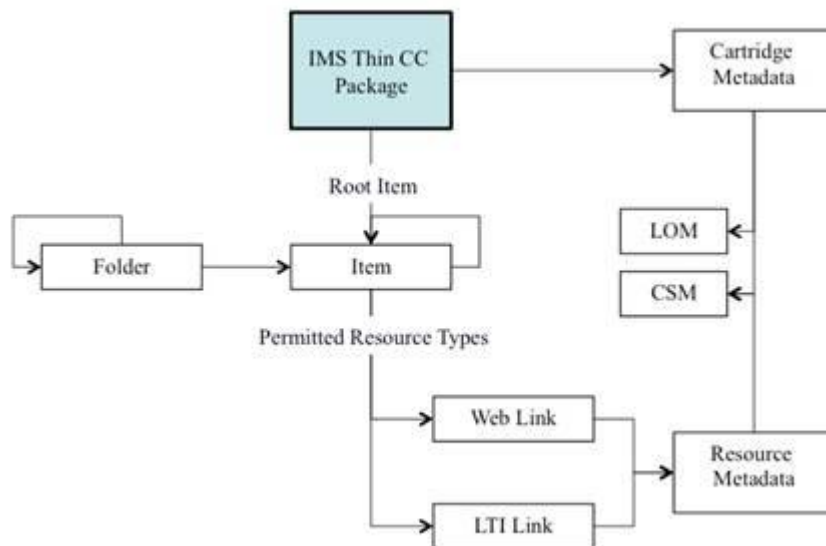 IMS Thin CC
Package
Cartridge
Metadata
Root Item
LOM
Folder
Item
CSM
Permitted Resource Types
Web Link
Resource
Metadata
LTI Link